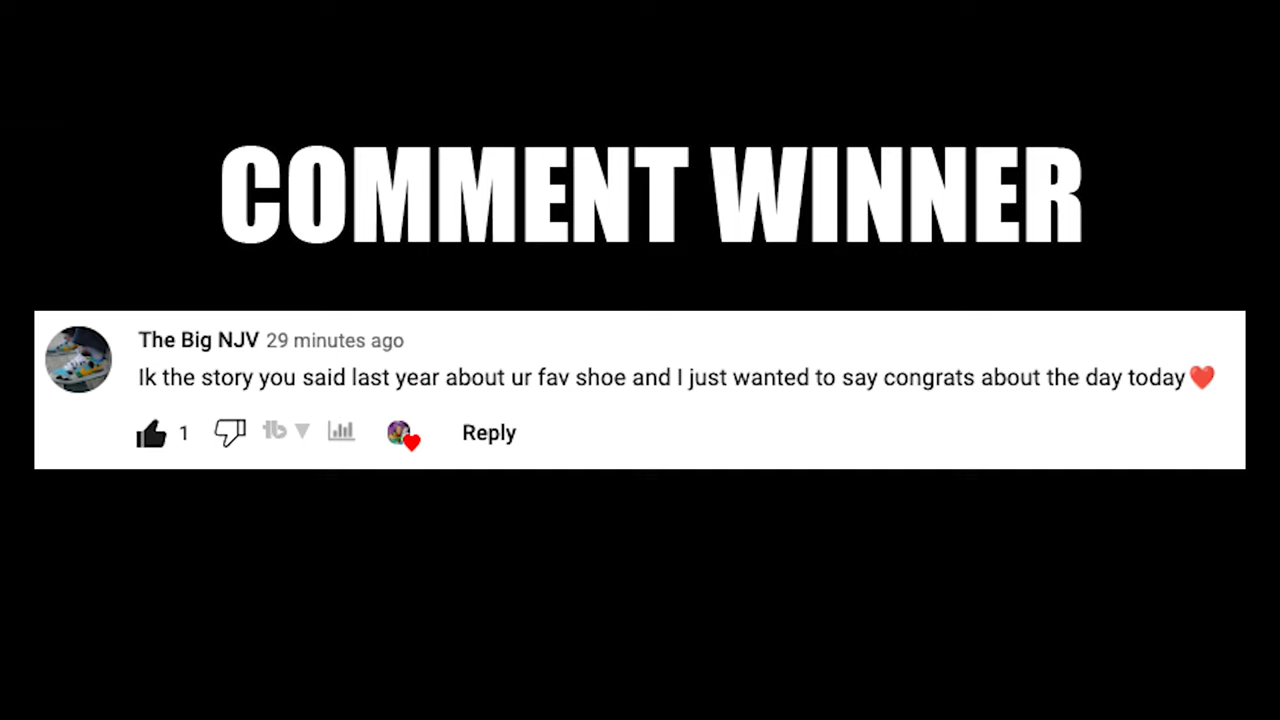 COMMENT WINNER
The Big NJV 29 minutes ago
Ik the story you said last year about ur fav shoe and I just wanted to say congrats about the day today❤️
1 tb Reply